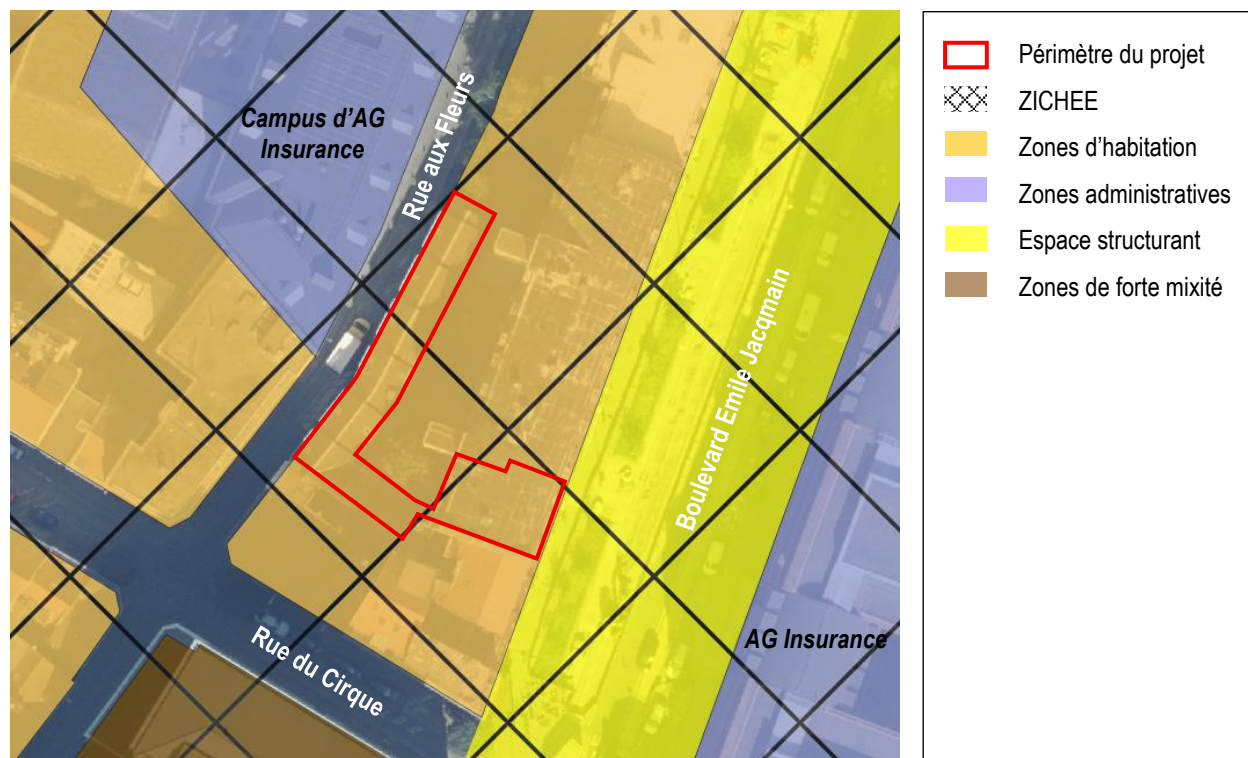 Campus d'AG
Insurance
Rue aux Fleurs
Boulevard Emile Jacqmain
AG Insurance
Rue du Cirque
Périmètre du projet
ZICHEE
Zones d'habitation
Zones administratives
Espace structurant
Zones de forte mixité